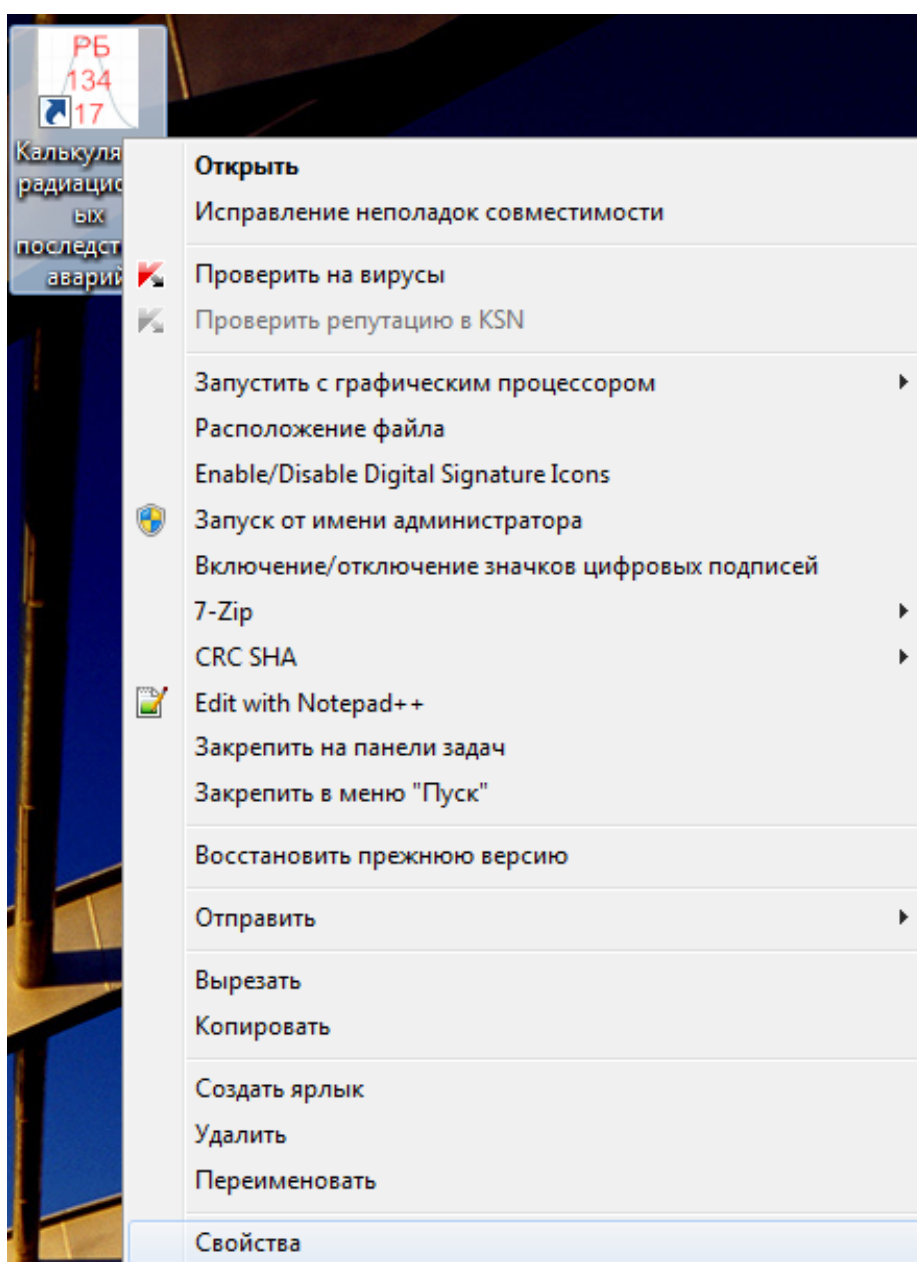 РБ
134
17
Калькуля
радиацио
ых
последст
аварий
Открыть
Исправление неполадок совместимости
Проверить на вирусы
Проверить репутацию в KSN
Запустить с графическим процессором
Расположение файла
Enable/Disable Digital Signature Icons
Запуск от имени администратора
Включение/отключение значков цифровых подписей
7-Zip
CRC SHA
Edit with Notepad++
Закрепить на панели задач
Закрепить в меню "Пуск"
Восстановить прежнюю версию
Отправить
Вырезать
Копировать
Создать ярлык
Удалить
Переименовать
Свойства